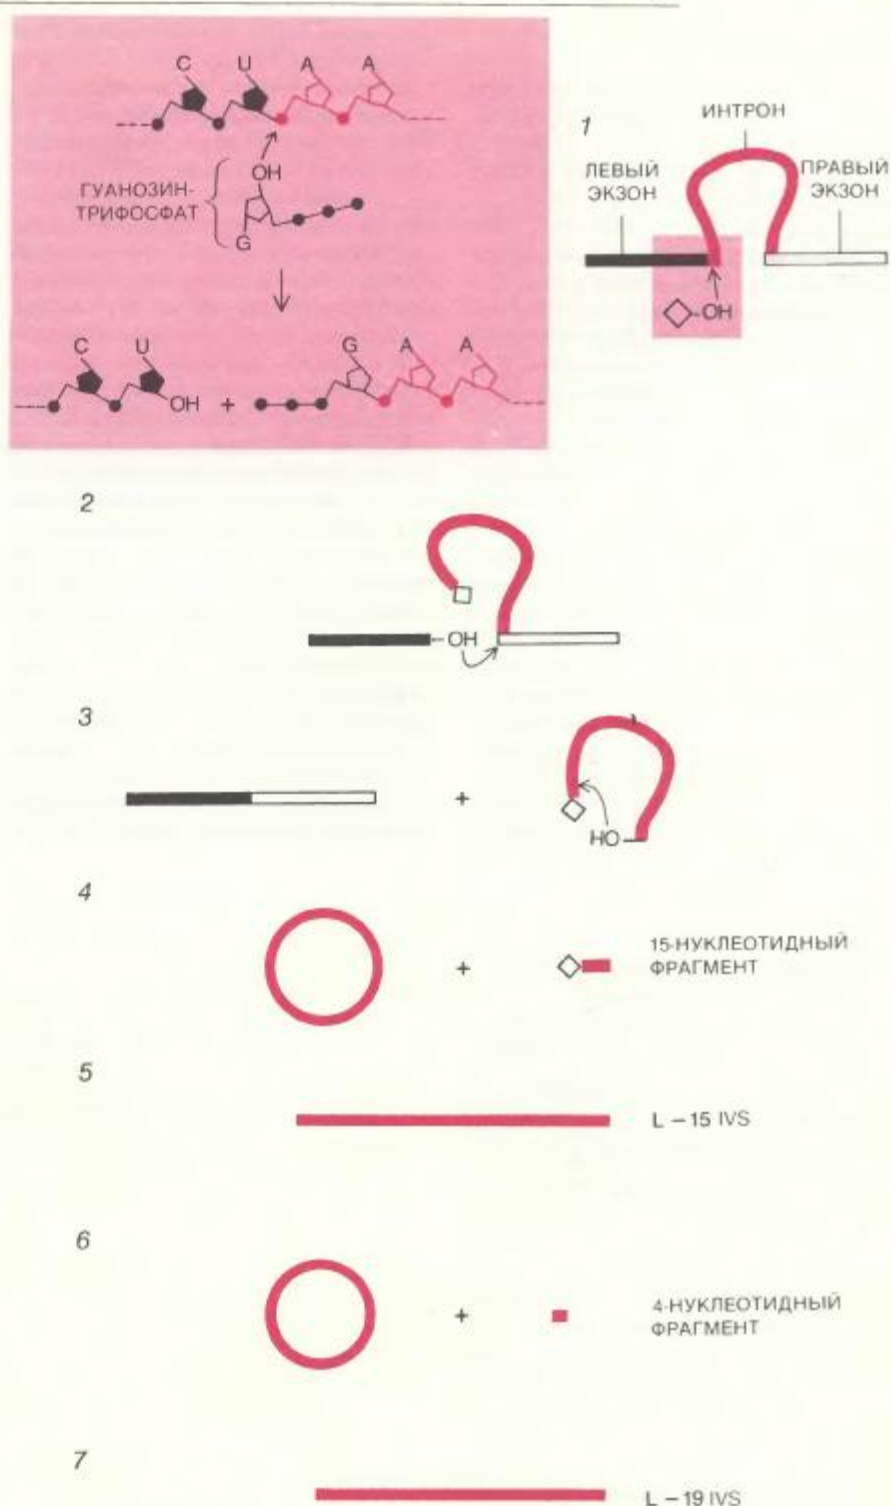 C U A A
OH
ГУАНОЗИН-
ТРИФОСФАТ
G
C U G A A
OH +
1
ИНТРОН
ЛЕВЫЙ
ЭКЗОН
ПРАВЫЙ
ЭКЗОН
OH
2
OH
3
+
HO
4
+
15-НУКЛЕОТИДНЫЙ
ФРАГМЕНТ
5
L – 15 IVS
6
+
4-НУКЛЕОТИДНЫЙ
ФРАГМЕНТ
7
L – 19 IVS